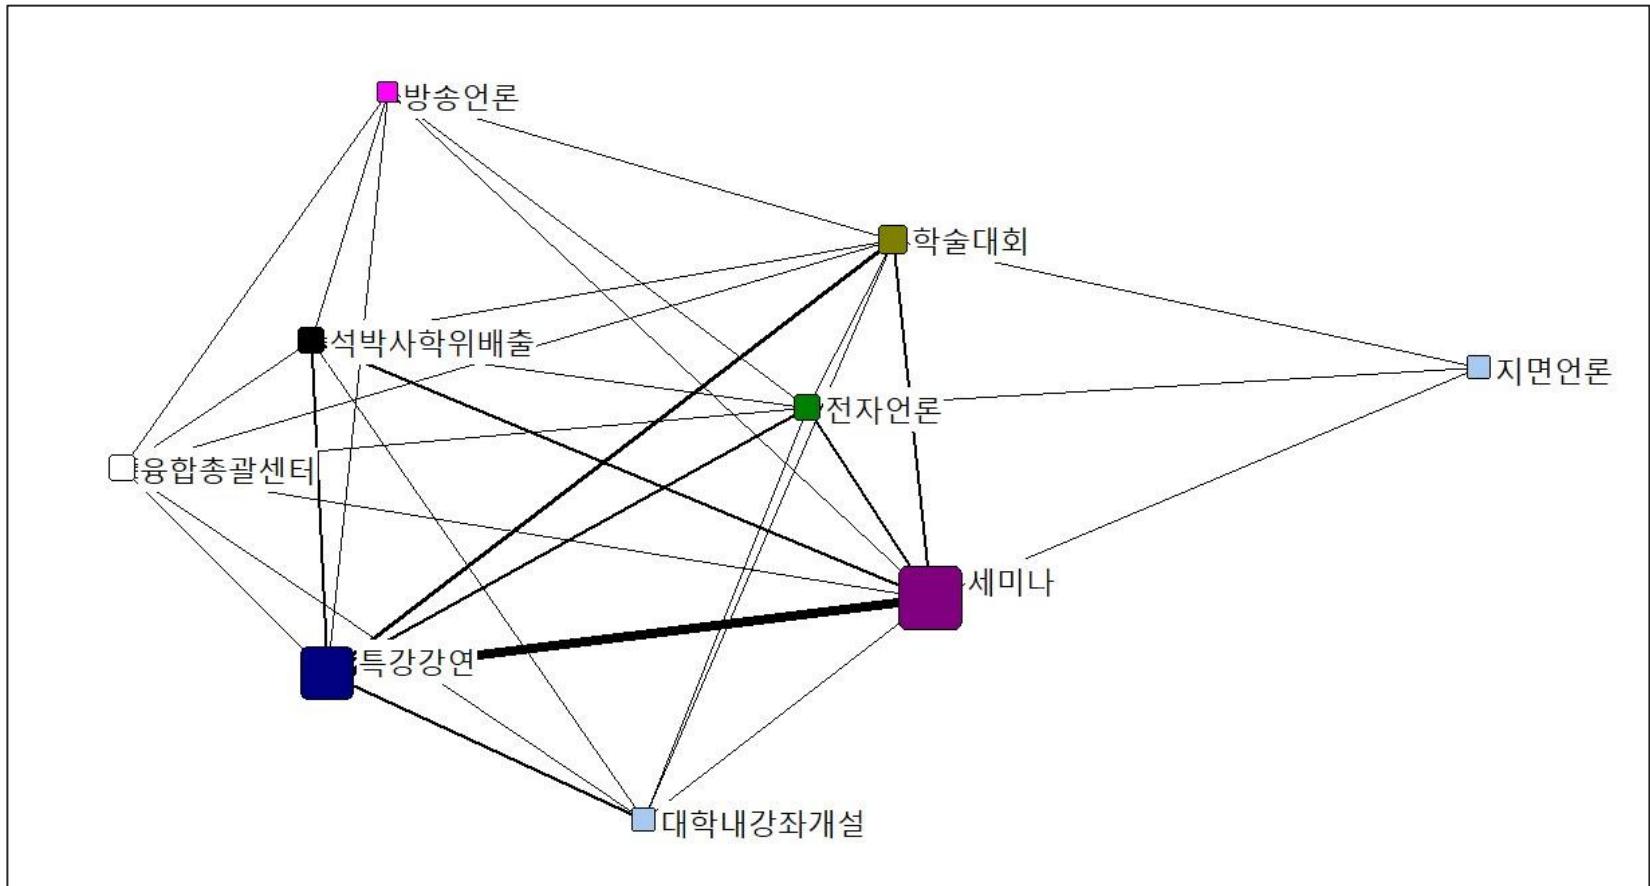 방송언론
학술대회
석박사학위배출
지면언론
전자언론
융합총괄센터
세미나
특강강연
대학내강좌개설